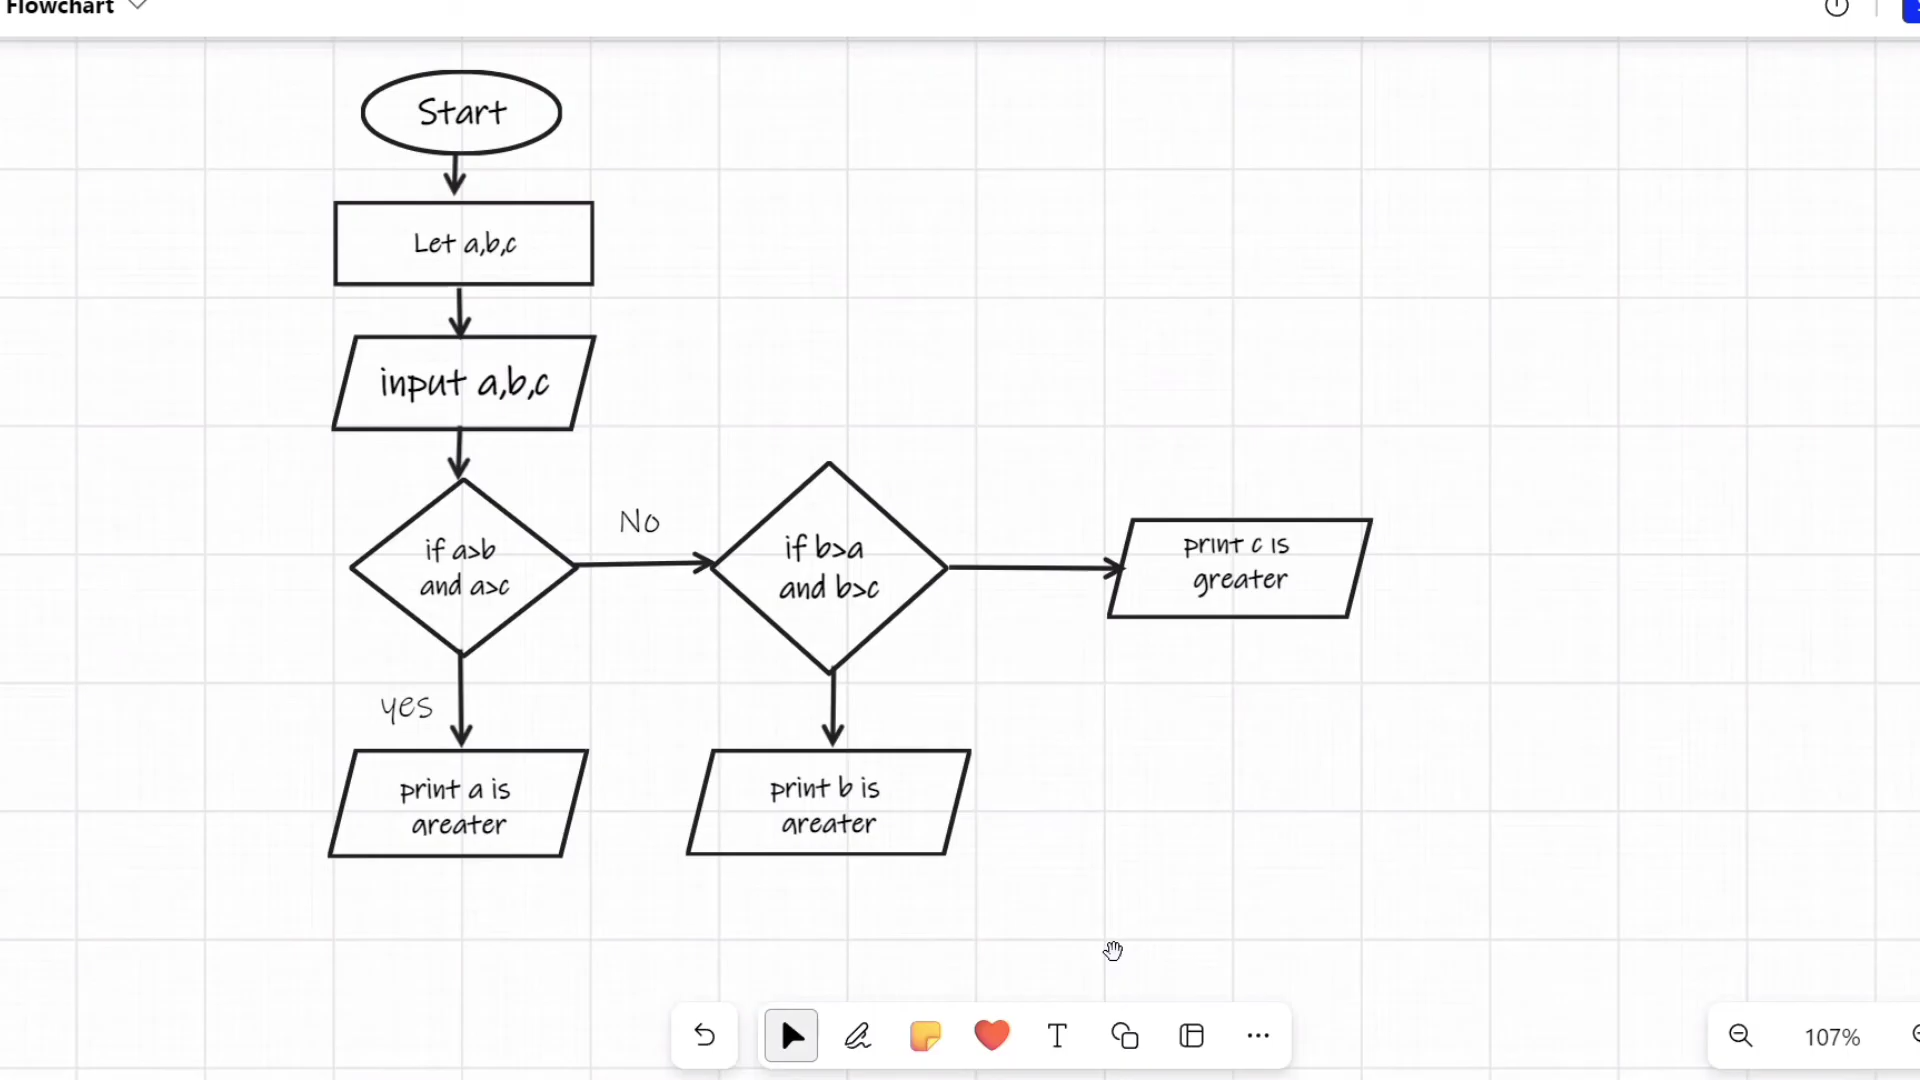 Flowchart
Start
Let a,b,c
input a,b,c
if a>b
and a>c
No
if b>a
and b>c
print c is
greater
yes
print a is
greater
print b is
greater
T
107%